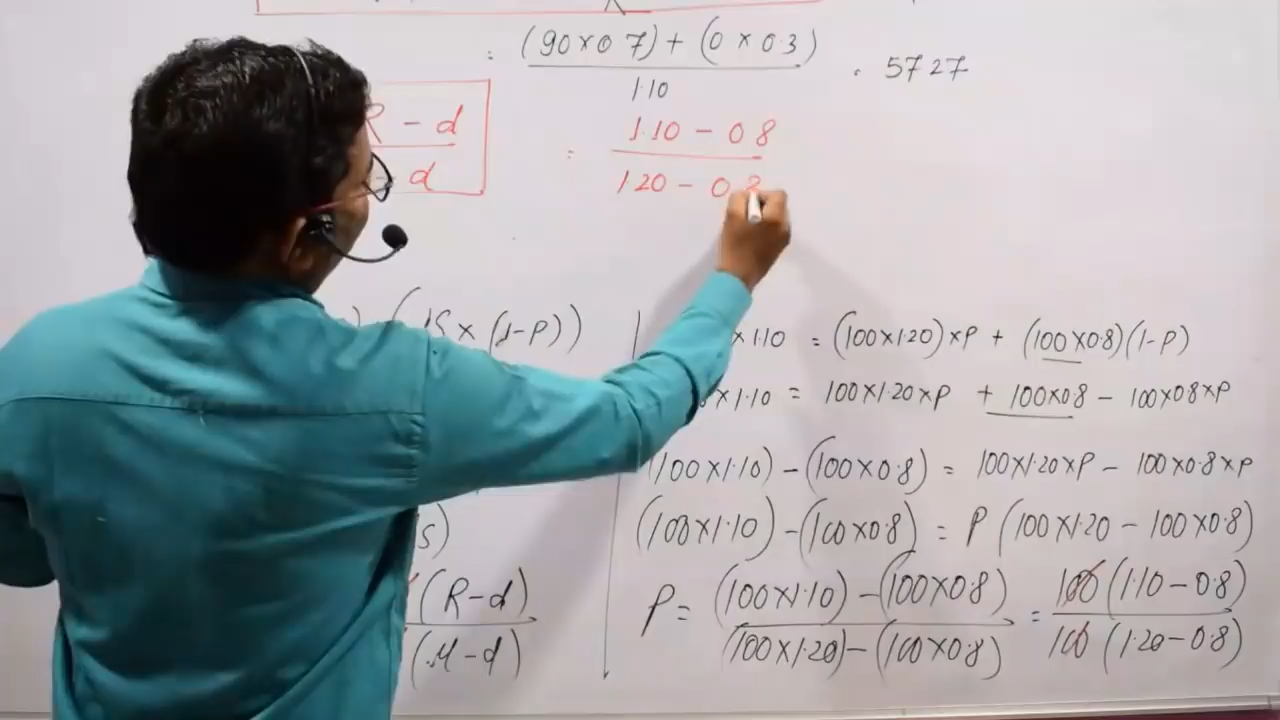 (90×0.7) + (0 × 0.3)
=
1.10
. 5727
R - d
d
1.10 - 0.8
=
1.20 - 0.8
(1-P))
×1.10 = (100×1.20)×P + (100×0.8)(1-P)
×1.10 = 100×1.20×P + 100×0.8 - 100×0.8×P
(100×1.10) - (100×0.8) = 100×1.20×P - 100×0.8×P
(100×1.10) - (100×0.8) = P (100×1.20 - 100×0.8)
(R-d)
(u-d)
P = (100×1.10) - (100×0.8) = 100 (1.10 - 0.8)
(100×1.20) - (100×0.8) 100 (1.20 - 0.8)